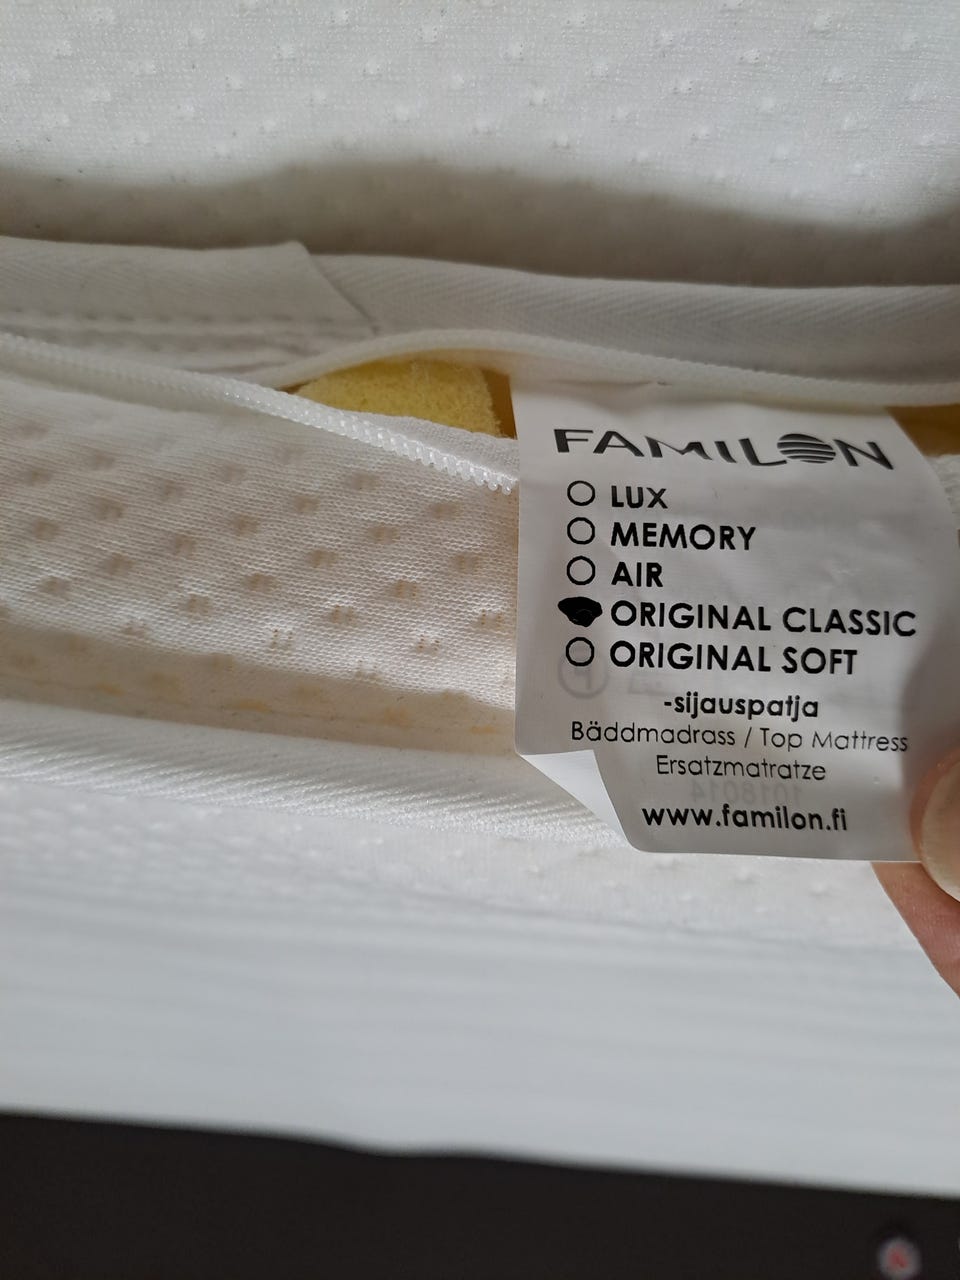 FAMILON
LUX
MEMORY
AIR
ORIGINAL CLASSIC
ORIGINAL SOFT
-sijauspatja
Bäddmadrass / Top Mattress
Ersatzmatratze
www.familon.fi